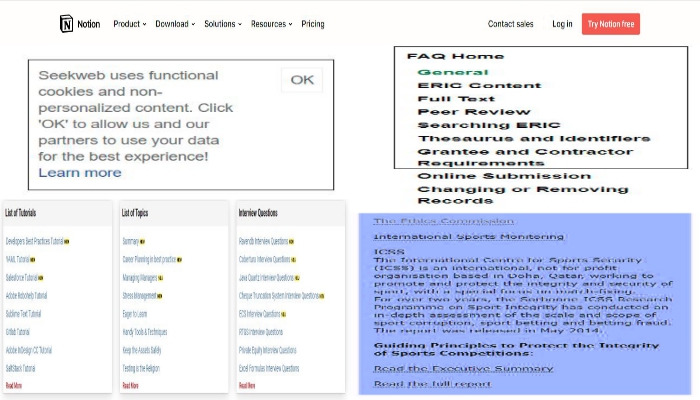 Notion Product Download Solutions Resources Pricing Contact sales Log in Try Notion free
Seekweb uses functional
cookies and non-
personalized content. Click
'OK' to allow us and our
partners to use your data
for the best experience!
Learn more
OK
FAQ Home
General
ERIC Content
Full Text
Peer Review
Searching ERIC
Thesaurus and Identifiers
Grantee and Contractor
Requirements
Online Submission
Changing or Removing
Records
List of Tutorials
Developers Best Practices Tutorial
YAML Tutorial
Salesforce Tutorial
Adobe Robohelp Tutorial
Sublime Text Tutorial
GitLab Tutorial
Adobe InDesign CC Tutorial
SaltStack Tutorial
Read More
List of Topics
Summary
Career Planning in best practice
Managing Managers
Stress Management
Eager to Learn
Handy Tools & Techniques
Keep the Assets Safely
Testing is the Religion
Read More
Interview Questions
Ravendb Interview Questions
Cobertura Interview Questions
Java Quartz Interview Questions
Cheque Truncation System Interview Questions
ECS Interview Questions
RTGS Interview Questions
Private Equity Interview Questions
Excel Formulas Interview Questions
Read More
The Ethics Commission
International Sports Monitoring
ICSS
The International Centre for Sports Security
(ICSS) is an international, not for profit
organisation based in Doha, Qatar, working to
promote and protect the integrity and security of
sport, with a special focus on match-fixing.
For over two years, the Sorbonne-ICSS Research
Programme on Sport Integrity has conducted an
in-depth assessment of the scale and scope of
sport corruption, sport betting and betting fraud.
The report was released in May 2014.
Guiding Principles to Protect the Integrity
of Sports Competitions:
Read the Executive Summary
Read the full report